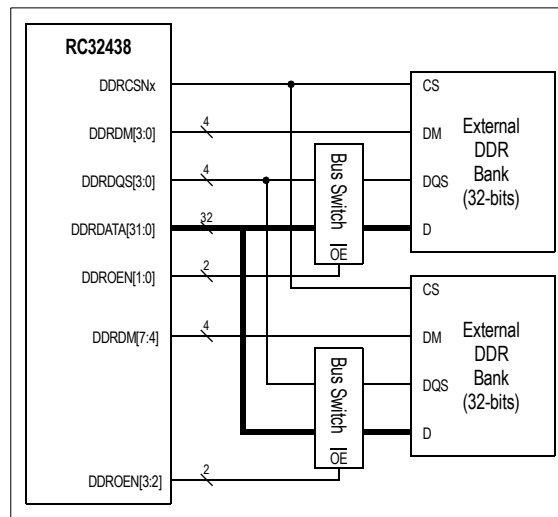 RC32438
DDRCSNx
CS
DDRDM[3:0]
4
DM
External
DDR
Bank
(32-bits)
DDRDQS[3:0]
4
Bus Switch
DQS
DDRDATA[31:0]
32
D
DDROEN[1:0]
2
OE
CS
DDRDM[7:4]
4
DM
External
DDR
Bank
(32-bits)
Bus Switch
DQS
D
OE
DDROEN[3:2]
2